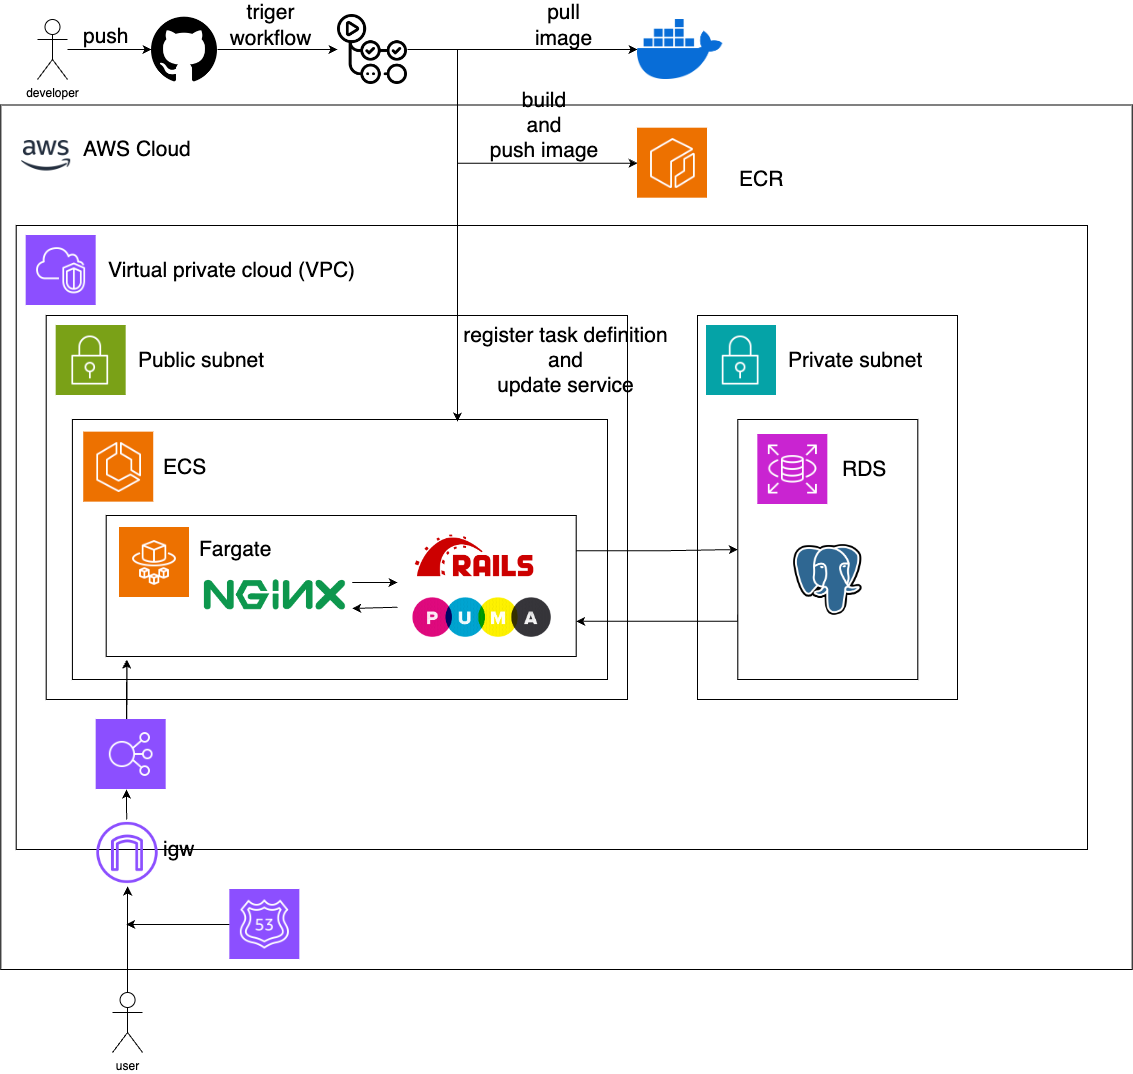 push
triger
workflow
pull
image
developer
build
and
push image
aws
AWS Cloud
ECR
Virtual private cloud (VPC)
register task definition
and
update service
Public subnet
Private subnet
ECS
RDS
Fargate
NGINX
RAILS
PUMA
igw
53
user